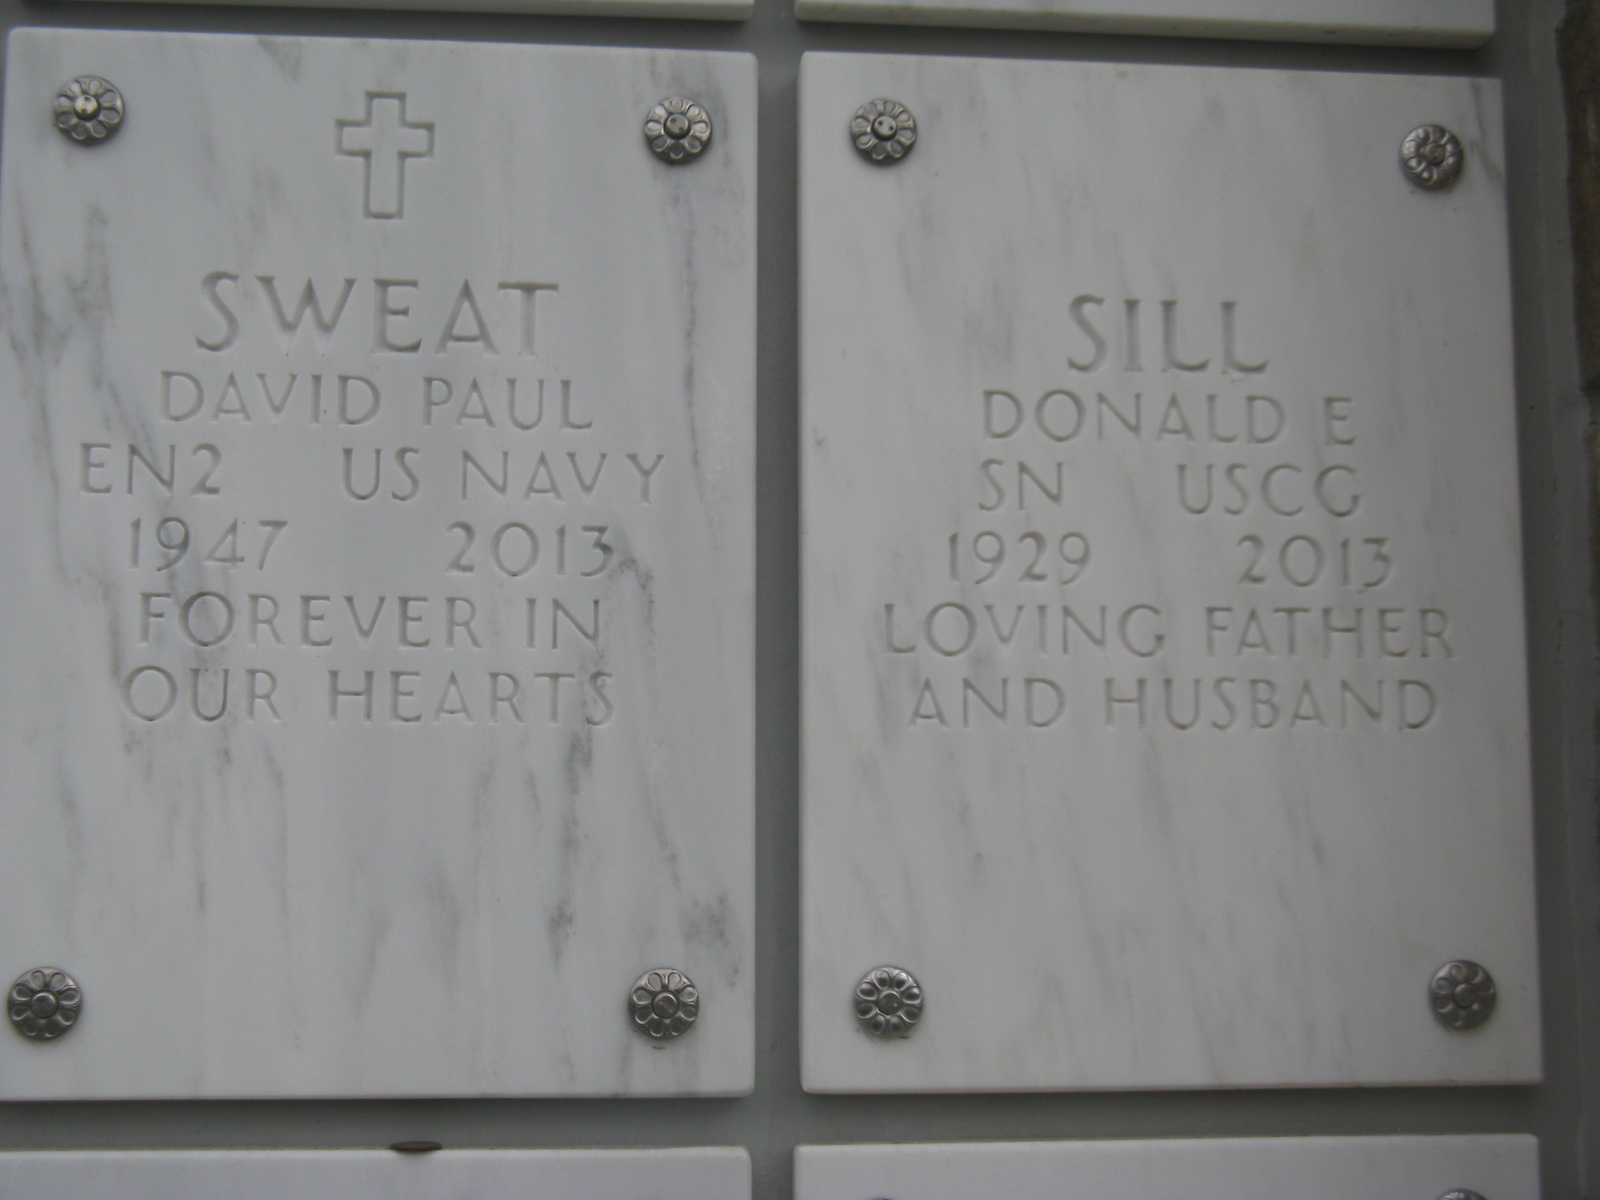 SWEAT
DAVID PAUL
EN2 US NAVY
1947 2013
FOREVER IN
OUR HEARTS
SILL
DONALD E
SN USCG
1929 2013
LOVING FATHER
AND HUSBAND